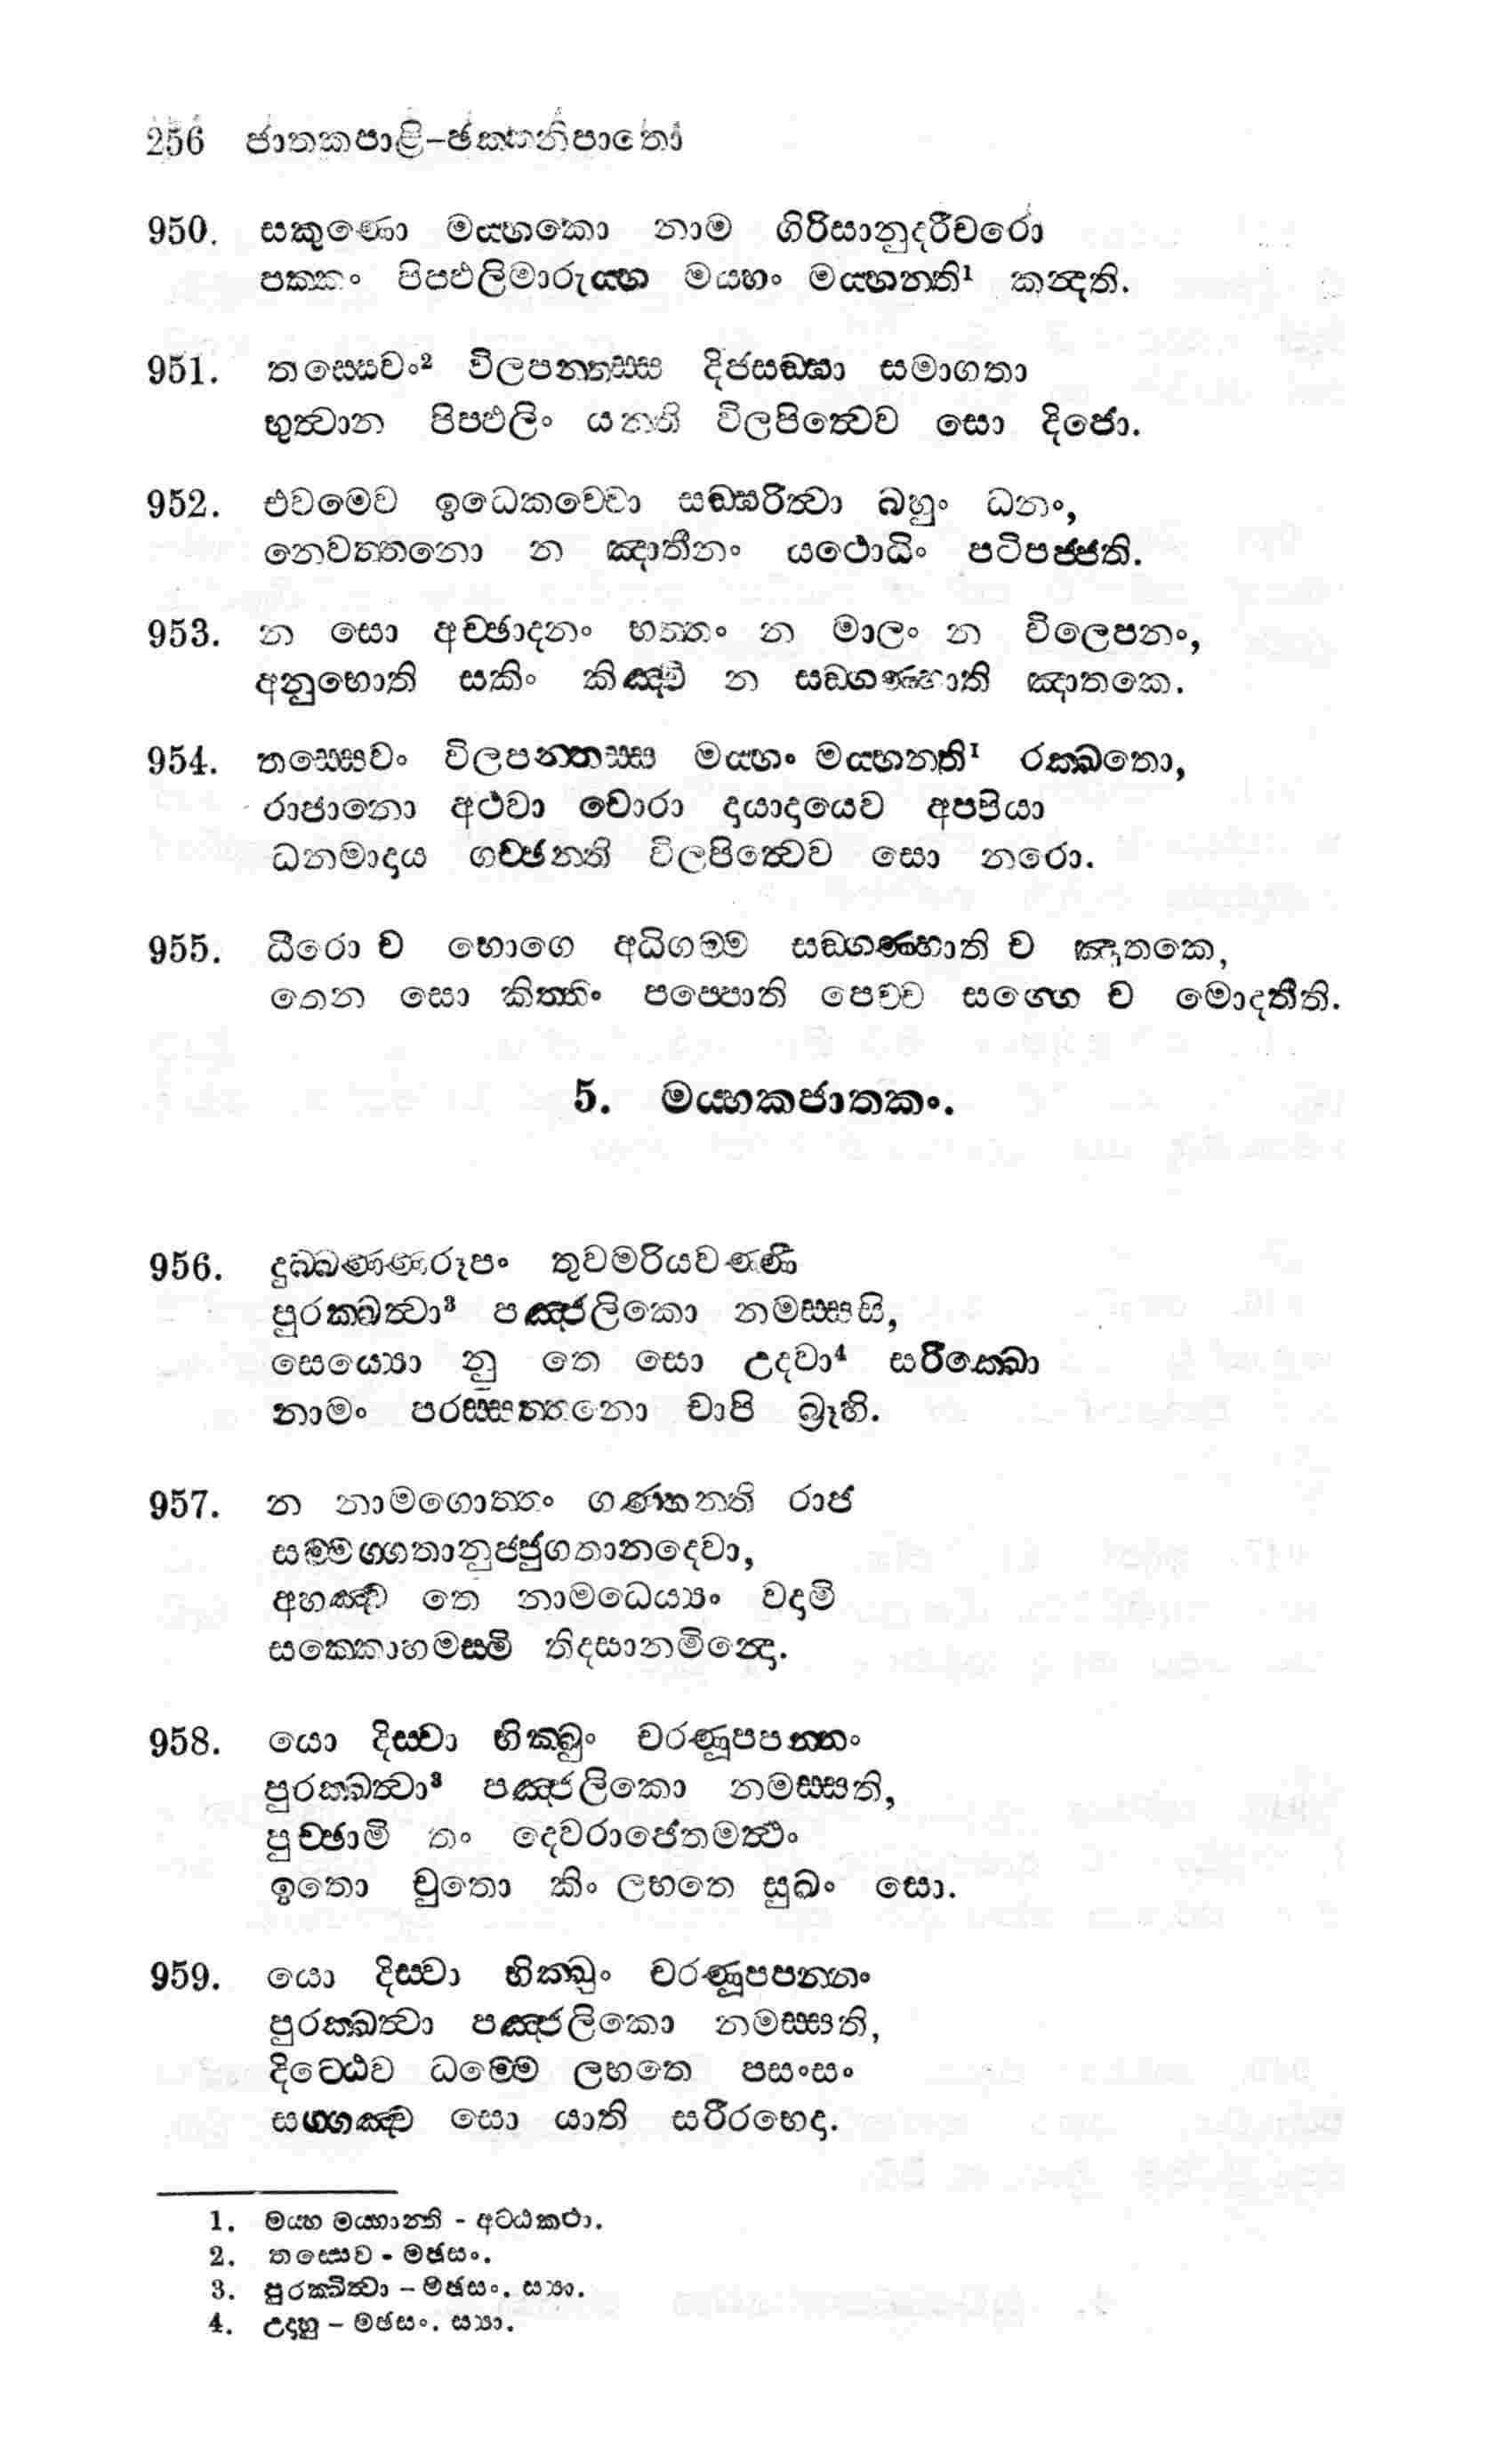 256 ජාතකපාළි-ඡක්කනිපාතො
950. සකුණො මය්හකො නාම ගිරිසානුදරීචරො
පක්කං පිප්ඵලිමාරුය්හ මය්හං මය්හන්ති¹ කන්දති.
951. තස්සෙවං² විලපන්තස්ස දිජසඞ්ඝා සමාගතා
භුත්වාන පිප්ඵලිං යන්ති විලපිත්වෙව සො දිජො.
952. එවමෙව ඉධෙකච්චො සඞ්ඝරිත්වා බහුං ධනං,
නෙවත්තනො න ඤාතීනං යථොධිං පටිපජ්ජති.
953. න සො අච්ඡාදනං භත්තං න මාලං න විලෙපනං,
අනුභොති සකිං කිඤ්චි න සඞ්ගණ්හාති ඤාතකෙ.
954. තස්සෙවං විලපන්තස්ස මය්හං මය්හන්ති¹ රක්ඛතො,
රාජානො අථවා චොරා දායාදායෙව අප්පියා
ධනමාදාය ගච්ඡන්ති විලපිත්වෙව සො නරො.
955. ධීරො ච භොගෙ අධිගම්ම සඞ්ගණ්හාති ච ඤාතකෙ,
තෙන සො කිත්තිං පප්පොති පෙච්ච සග්ගෙ ච මොදතීති.
5. මය්හකජාතකං.
956. දුබ්බණ්ණරූපං තුවමරියවණ්ණී
පුරක්ඛත්වා³ පඤ්ජලිකො නමස්සසි,
සෙය්‍යො නු තෙ සො උදවා⁴ සරික්ඛො
නාමං පරස්සත්තනො චාපි බ්‍රූහි.
957. න නාමගොත්තං ගණ්හන්ති රාජ
සම්මග්ගතානුජ්ජුගතානදෙවා,
අහඤ්ච තෙ නාමධෙය්‍යං වදාමි
සක්කොහමස්මි තිදසානමින්දො.
958. යො දිස්වා භික්ඛුං චරණූපපන්නං
පුරක්ඛත්වා³ පඤ්ජලිකො නමස්සති,
පුච්ඡාමි තං දෙවරාජෙතමත්ථං
ඉතො චුතො කිං ලභතෙ සුඛං සො.
959. යො දිස්වා භික්ඛුං චරණූපපන්නං
පුරක්ඛත්වා පඤ්ජලිකො නමස්සති,
දිට්ඨෙව ධම්මෙ ලභතෙ පසංසං
සග්ගඤ්ච සො යාති සරීරභෙදා.
1. මය්හ මය්හාන්ති - අට්ඨකථා.
2. තස්සෙව - මඡසං.
3. පුරක්ඛිත්වා - මඡසං. ස්‍යා.
4. උදාහු - මඡසං. ස්‍යා.